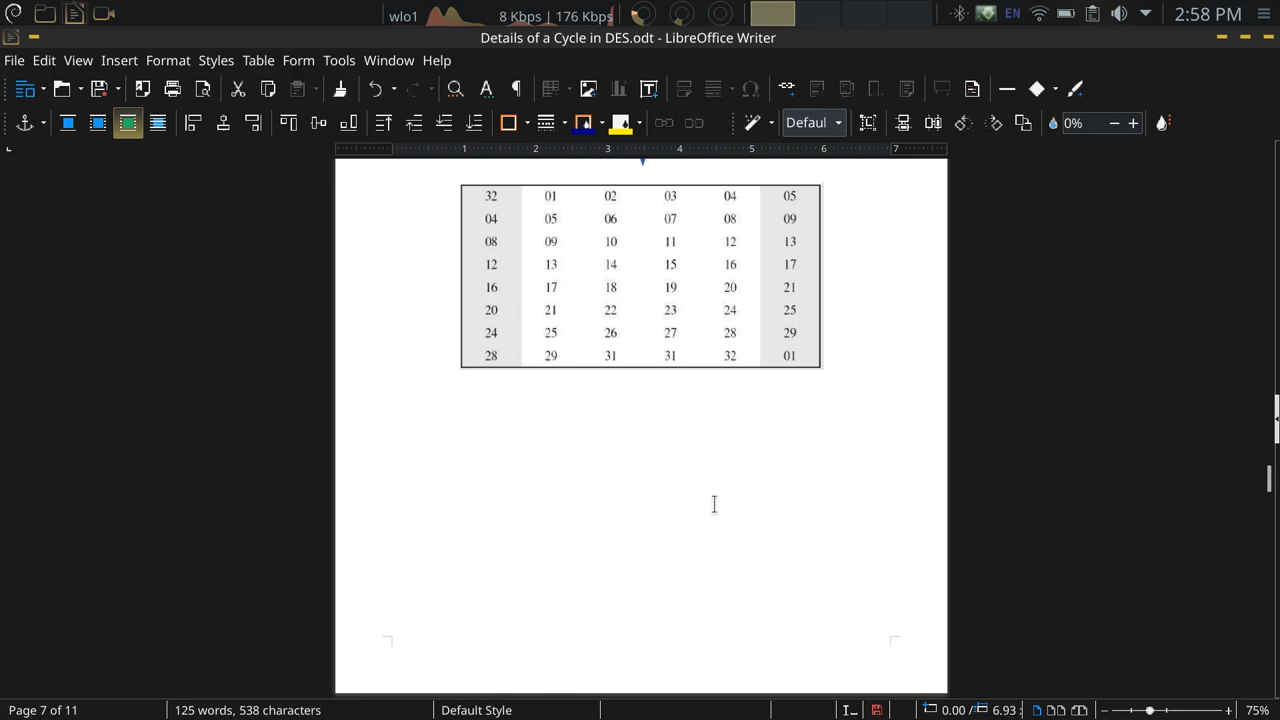 wlo1 8 Kbps | 176 Kbps EN 2:58 PM
Details of a Cycle in DES.odt - LibreOffice Writer
File Edit View Insert Format Styles Table Form Tools Window Help
Defaul 0%
1 2 3 4 5 6 7
32 01 02 03 04 05
04 05 06 07 08 09
08 09 10 11 12 13
12 13 14 15 16 17
16 17 18 19 20 21
20 21 22 23 24 25
24 25 26 27 28 29
28 29 31 31 32 01
Page 7 of 11 125 words, 538 characters Default Style 0.00 / 6.93 75%